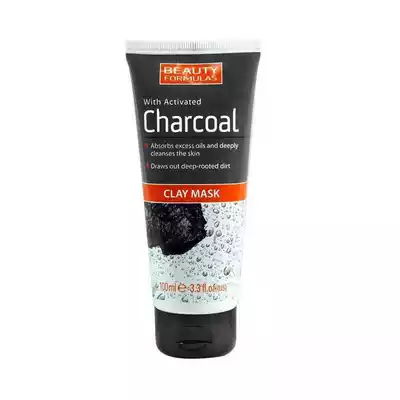 BEAUTY
FORMULAS
With Activated
Charcoal
Absorbs excess oils and deeply
cleanses the skin
Draws out deep-rooted dirt
CLAY MASK
100ml ℮ 3.3 fl.oz